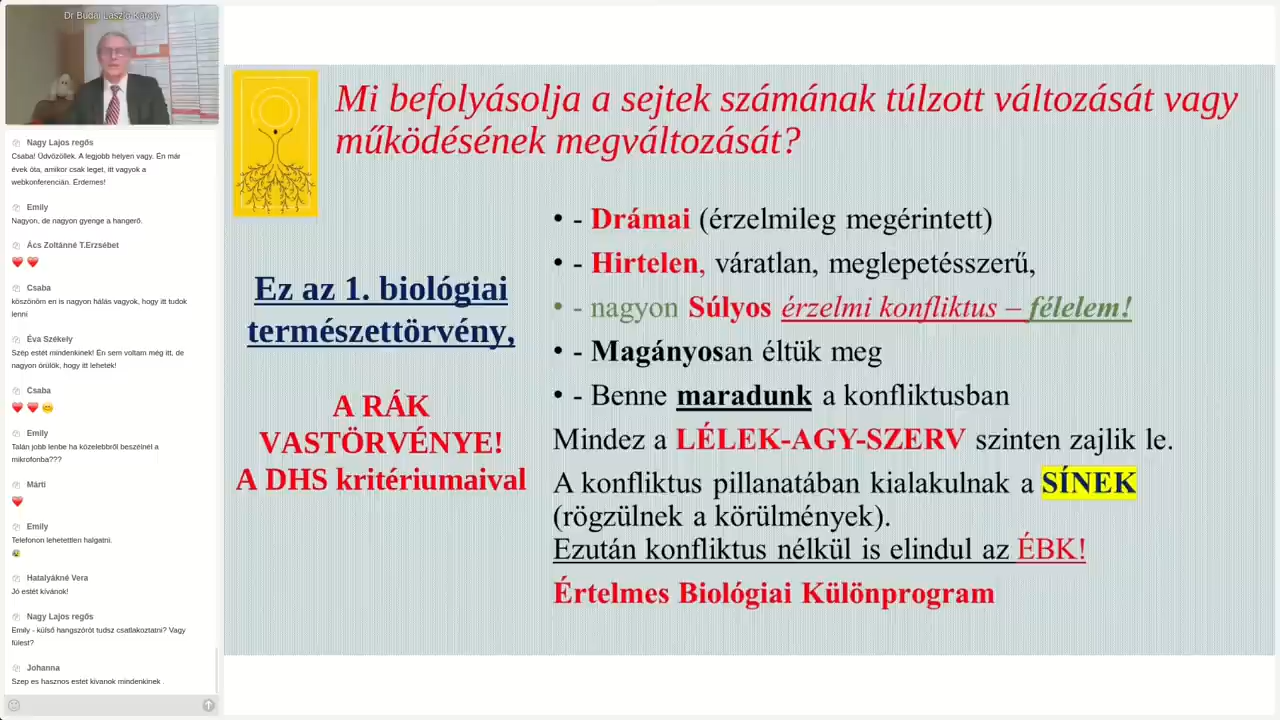 Dr Budai László Károly
Nagy Lajos regős
Csaba! Üdvözöllek. A legjobb helyen vagy. Én már
évek óta, amikor csak leget, itt vagyok a
webkonferencián. Érdemes!
Emily
Nagyon, de nagyon gyenge a hangerő.
Ács Zoltánné T.Erzsébet
Csaba
köszönöm en is nagyon hálás vagyok, hogy itt tudok
lenni
Éva Székely
Szép estét mindenkinek! Én sem voltam még itt, de
nagyon örülök, hogy itt lehetek!
Csaba
Emily
Talán jobb lenbe ha közelebbről beszélnél a
mikrofonba???
Márti
Emily
Telefonon lehetettlen halgatni.
Hatalyákné Vera
Jó estét kívánok!
Nagy Lajos regős
Emily - külső hangszórót tudsz csatlakoztatni? Vagy
fülest?
Johanna
Szep es hasznos estet kivanok mindenkinek .
Mi befolyásolja a sejtek számának túlzott változását vagy
működésének megváltozását?
Ez az 1. biológiai
természettörvény,
A RÁK
VASTÖRVÉNYE!
A DHS kritériumaival
• - Drámai (érzelmileg megérintett)
• - Hirtelen, váratlan, meglepetésszerű,
• - nagyon Súlyos érzelmi konfliktus – félelem!
• - Magányosan éltük meg
• - Benne maradunk a konfliktusban
Mindez a LÉLEK-AGY-SZERV szinten zajlik le.
A konfliktus pillanatában kialakulnak a SÍNEK
(rögzülnek a körülmények).
Ezután konfliktus nélkül is elindul az ÉBK!
Értelmes Biológiai Különprogram